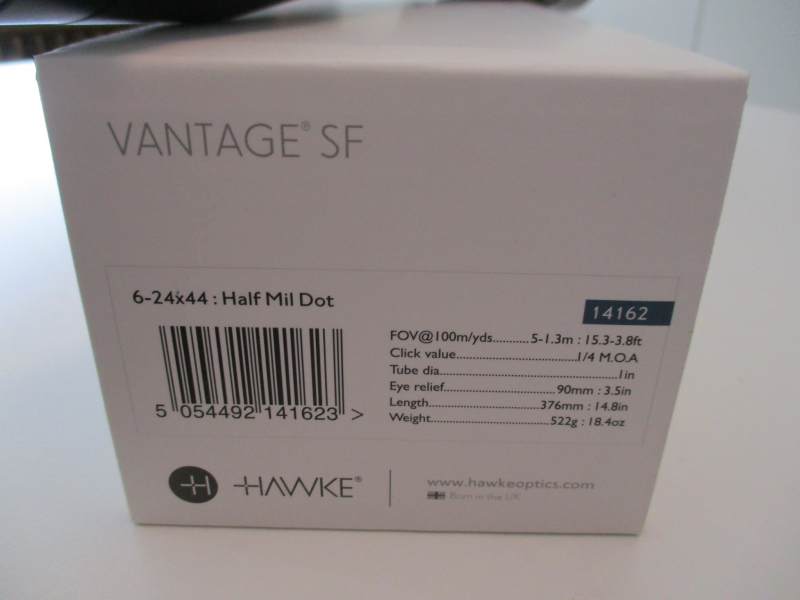 VANTAGE® SF
6-24x44 : Half Mil Dot
14162
FOV@100m/yds..........5-1.3m : 15.3-3.8ft
Click value..............................1/4 M.O.A
Tube dia.............................................1in
Eye relief............................90mm : 3.5in
Length............................376mm : 14.8in
Weight..............................522g : 18.4oz
5 054492 141623 >
H HAWKE®
www.hawkeoptics.com
Born in the UK